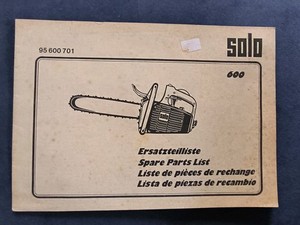 95 600 701
solo
600
Ersatzteilliste
Spare Parts List
Liste de pièces de rechange
Lista de piezas de recambio